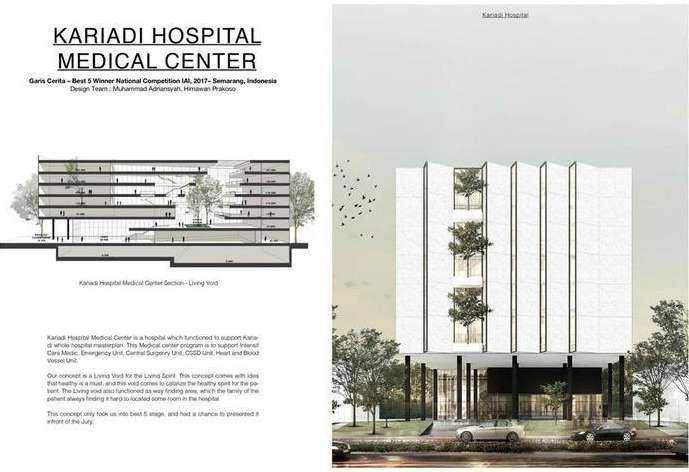 KARIADI HOSPITAL
MEDICAL CENTER
Garis Cerita – Best 5 Winner National Competition IAI, 2017– Semarang, Indonesia
Design Team : Muhammad Adriansyah. Himawan Prakoso
Kariadi Hospital Medical Center Section - Living Void
Kariadi Hospital Medical Center is a hospital which functioned to support Karia-
di whole hospital masterplan. This Medical center program is to support Intensif
Care Medic, Emergency Unit, Central Surgerry Unit, CSSD Unit, Heart and Blood
Vessel Unit.
Our concept is a Living Void for the Living Spirit. This concept comes with idea
that healthy is a must, and this void comes to catalize the healthy spirit for the pa-
tient. The Living void also functioned as way finding area, which the family of the
patient always finding it hard to located some room in the hospital
This concept only took us into best 5 stage, and had a chance to presented it
infront of the Jury.
Kariadi Hospital